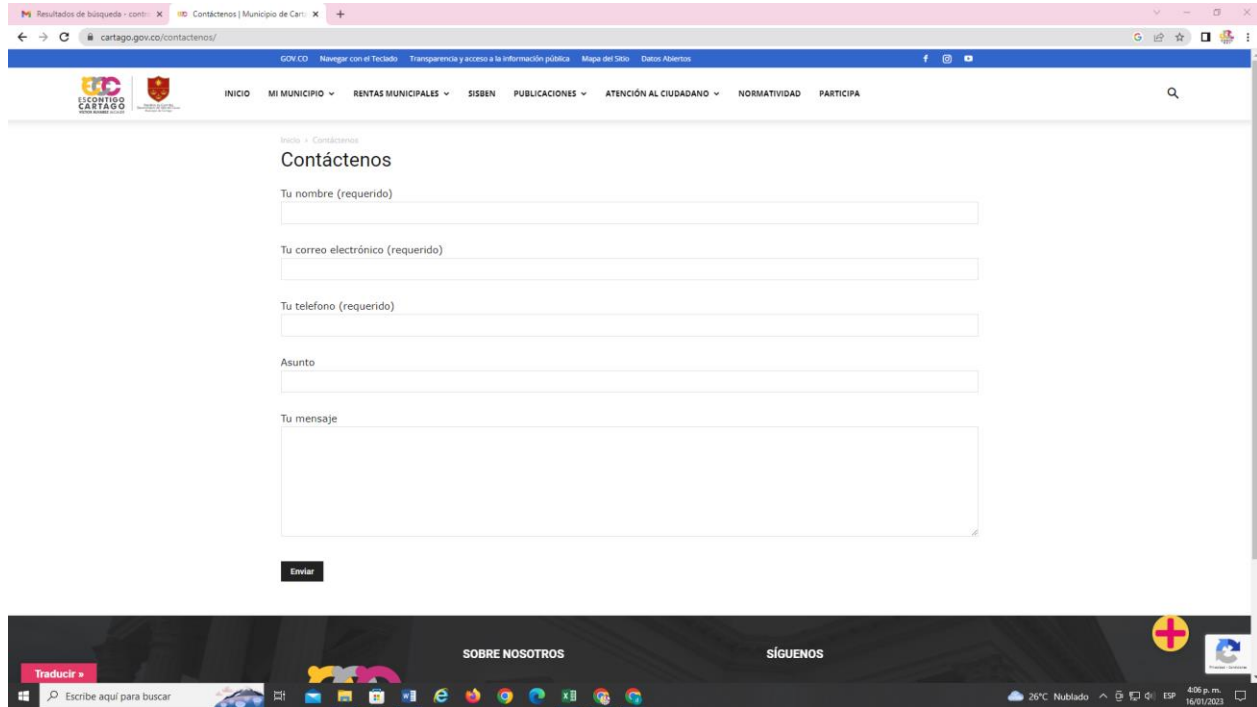 Resultados de búsqueda - contr
Contáctenos | Municipio de Cart
cartago.gov.co/contactenos/
GOV.CO Navegar con el Teclado Transparencia y acceso a la información pública Mapa del Sitio Datos Abiertos
ESCONTIGO
CARTAGO
INICIO MI MUNICIPIO RENTAS MUNICIPALES SISBEN PUBLICACIONES ATENCIÓN AL CIUDADANO NORMATIVIDAD PARTICIPA
Inicio Contáctenos
Contáctenos
Tu nombre (requerido)
Tu correo electrónico (requerido)
Tu telefono (requerido)
Asunto
Tu mensaje
Enviar
SOBRE NOSOTROS SÍGUENOS
Traducir »
Escribe aquí para buscar
26°C Nublado ESP 4:06 p. m.
16/01/2023